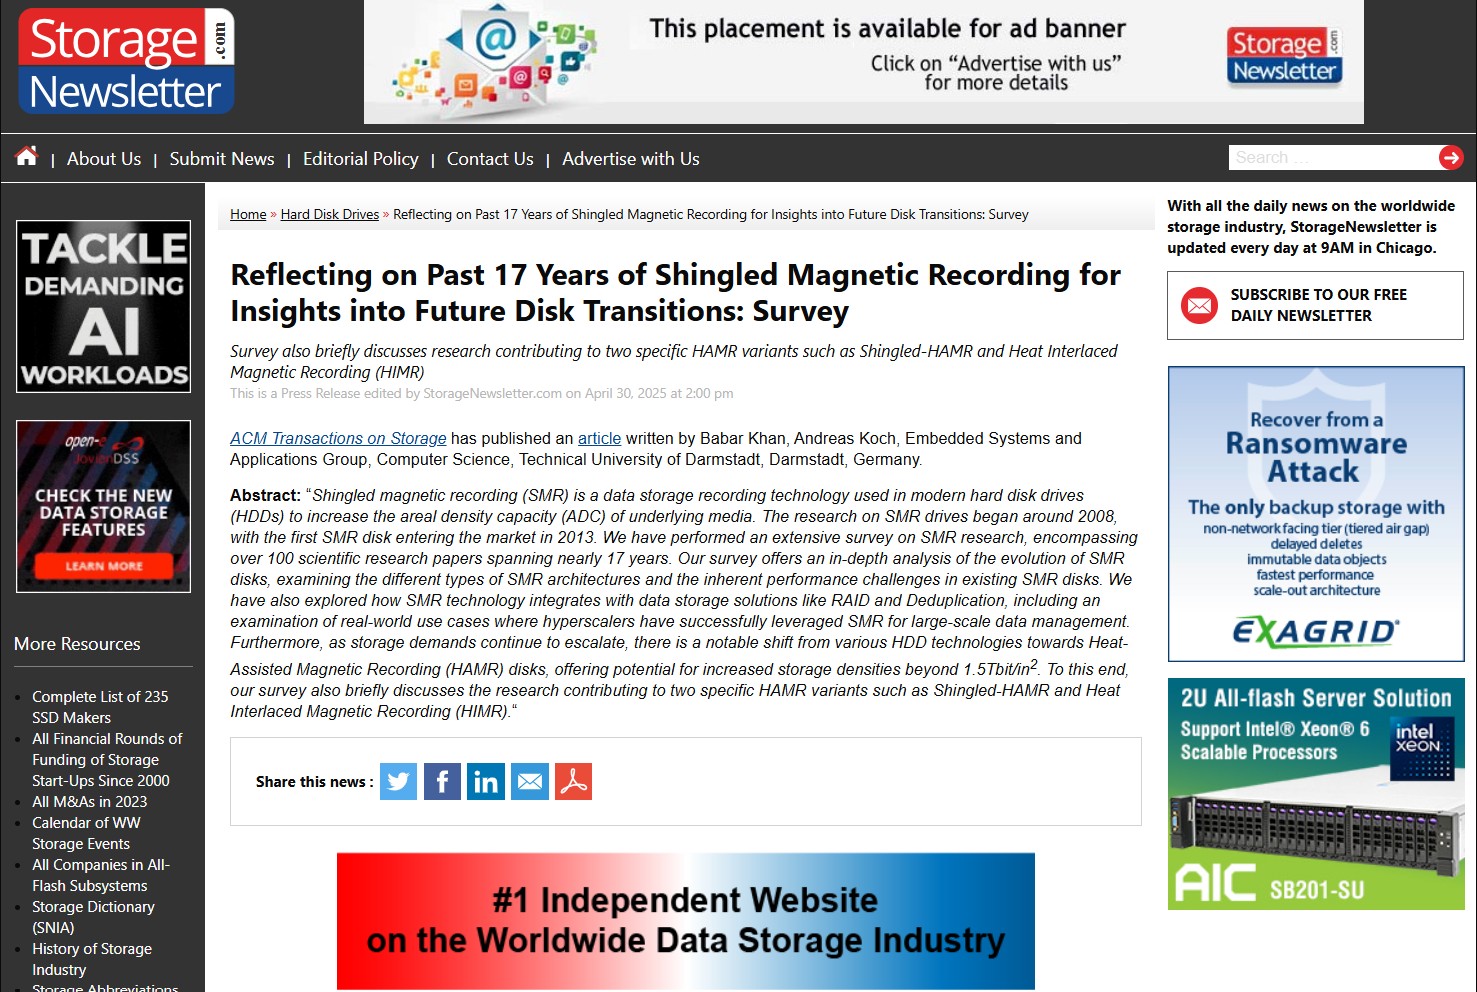 Storage .com
Newsletter
This placement is available for ad banner
Click on “Advertise with us”
for more details
Storage .com
Newsletter
| About Us | Submit News | Editorial Policy | Contact Us | Advertise with Us
Search …
TACKLE
DEMANDING
AI
WORKLOADS
open-e
JovianDSS
CHECK THE NEW
DATA STORAGE
FEATURES
LEARN MORE
More Resources
Complete List of 235
SSD Makers
All Financial Rounds of
Funding of Storage
Start-Ups Since 2000
All M&As in 2023
Calendar of WW
Storage Events
All Companies in All-
Flash Subsystems
Storage Dictionary
(SNIA)
History of Storage
Industry
Storage Abbreviations
Home » Hard Disk Drives » Reflecting on Past 17 Years of Shingled Magnetic Recording for Insights into Future Disk Transitions: Survey
Reflecting on Past 17 Years of Shingled Magnetic Recording for
Insights into Future Disk Transitions: Survey
Survey also briefly discusses research contributing to two specific HAMR variants such as Shingled-HAMR and Heat Interlaced
Magnetic Recording (HIMR)
This is a Press Release edited by StorageNewsletter.com on April 30, 2025 at 2:00 pm
ACM Transactions on Storage has published an article written by Babar Khan, Andreas Koch, Embedded Systems and
Applications Group, Computer Science, Technical University of Darmstadt, Darmstadt, Germany.
Abstract: “Shingled magnetic recording (SMR) is a data storage recording technology used in modern hard disk drives
(HDDs) to increase the areal density capacity (ADC) of underlying media. The research on SMR drives began around 2008,
with the first SMR disk entering the market in 2013. We have performed an extensive survey on SMR research, encompassing
over 100 scientific research papers spanning nearly 17 years. Our survey offers an in-depth analysis of the evolution of SMR
disks, examining the different types of SMR architectures and the inherent performance challenges in existing SMR disks. We
have also explored how SMR technology integrates with data storage solutions like RAID and Deduplication, including an
examination of real-world use cases where hyperscalers have successfully leveraged SMR for large-scale data management.
Furthermore, as storage demands continue to escalate, there is a notable shift from various HDD technologies towards Heat-
Assisted Magnetic Recording (HAMR) disks, offering potential for increased storage densities beyond 1.5Tbit/in2. To this end,
our survey also briefly discusses the research contributing to two specific HAMR variants such as Shingled-HAMR and Heat
Interlaced Magnetic Recording (HIMR).“
Share this news :
#1 Independent Website
on the Worldwide Data Storage Industry
With all the daily news on the worldwide
storage industry, StorageNewsletter is
updated every day at 9AM in Chicago.
SUBSCRIBE TO OUR FREE
DAILY NEWSLETTER
Recover from a
Ransomware
Attack
The only backup storage with
non-network facing tier (tiered air gap)
delayed deletes
immutable data objects
fastest performance
scale-out architecture
EXAGRID®
2U All-flash Server Solution
Support Intel® Xeon® 6
Scalable Processors
intel
XEON
AIC SB201-SU